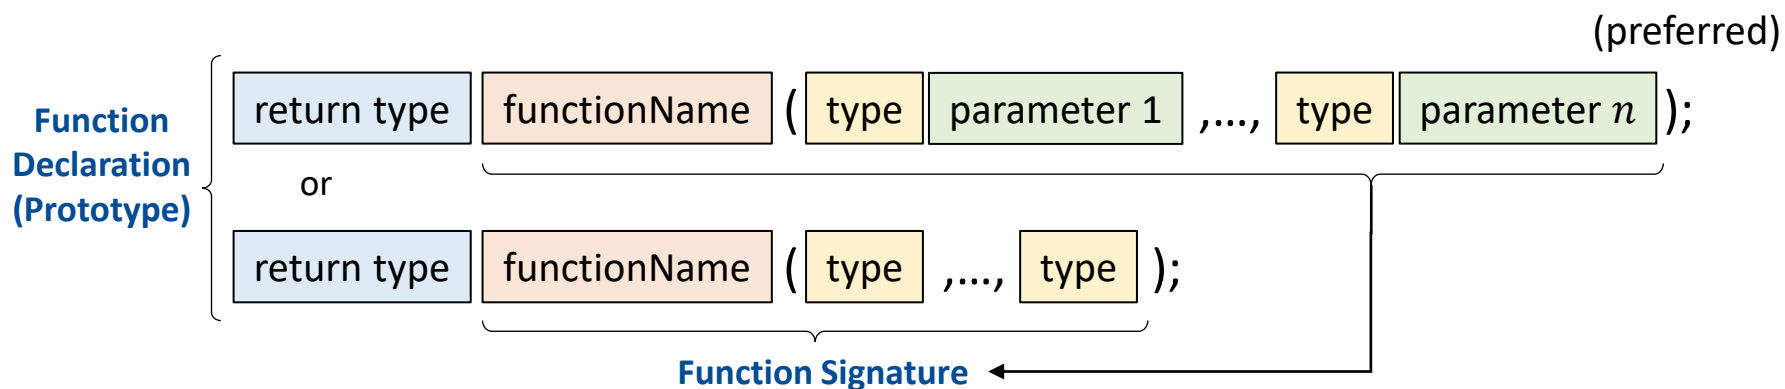 (preferred)
Function
Declaration
(Prototype)
return type functionName ( type parameter 1 ,…, type parameter n );
or
return type functionName ( type ,…, type );
Function Signature